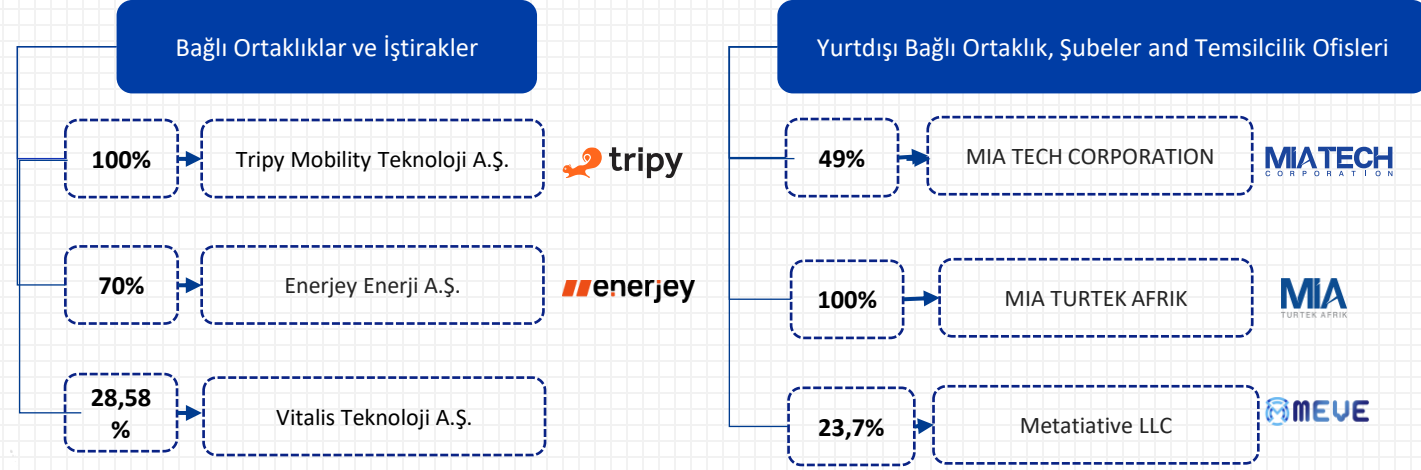 Bağlı Ortaklıklar ve İştirakler
100%
Tripy Mobility Teknoloji A.Ş.
tripy
70%
Enerjey Enerji A.Ş.
enerjey
28,58
%
Vitalis Teknoloji A.Ş.
Yurtdışı Bağlı Ortaklık, Şubeler and Temsilcilik Ofisleri
49%
MIA TECH CORPORATION
MIATECH
CORPORATION
100%
MIA TURTEK AFRIK
MIA
TURTEK AFRIK
23,7%
Metatiative LLC
MEVE